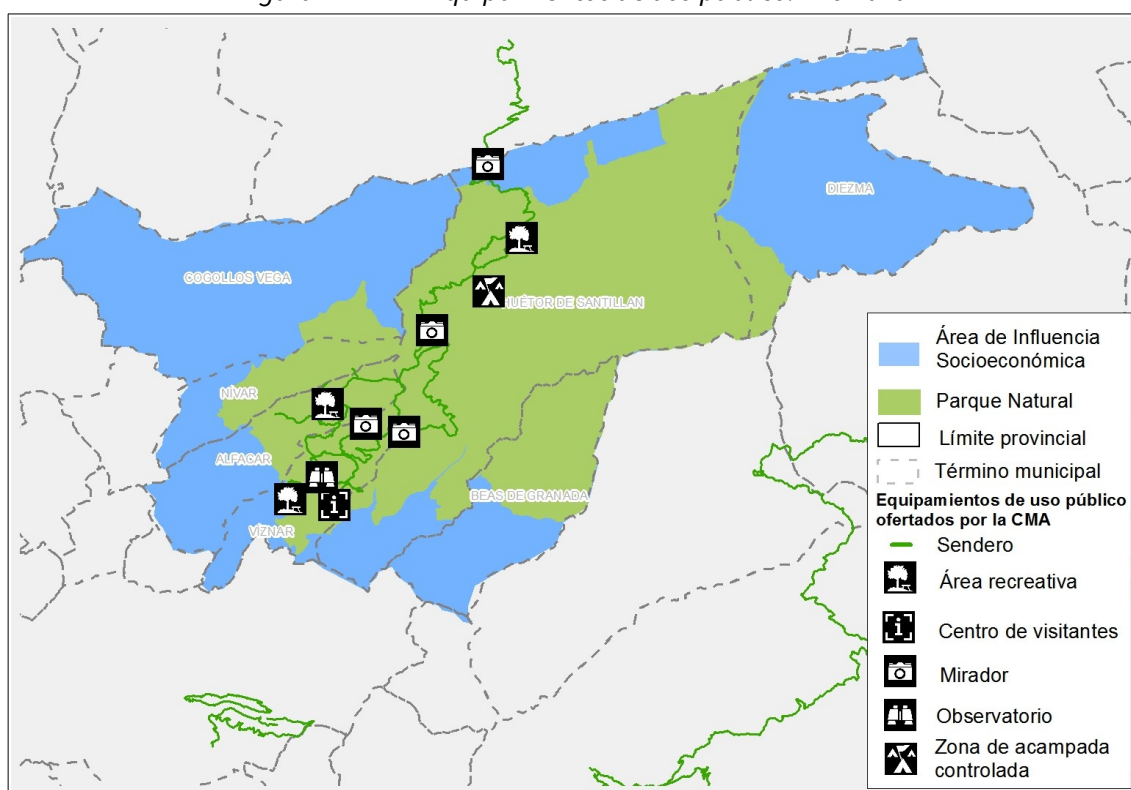 DIEZMA
COGOLLOS VEGA
HUÉTOR DE SANTILLAN
NÍVAR
ALFACAR
BEAS DE GRANADA
VÍZNAR
Área de Influencia
Socioeconómica
Parque Natural
Límite provincial
Término municipal
Equipamientos de uso público
ofertados por la CMA
Sendero
Área recreativa
Centro de visitantes
Mirador
Observatorio
Zona de acampada
controlada